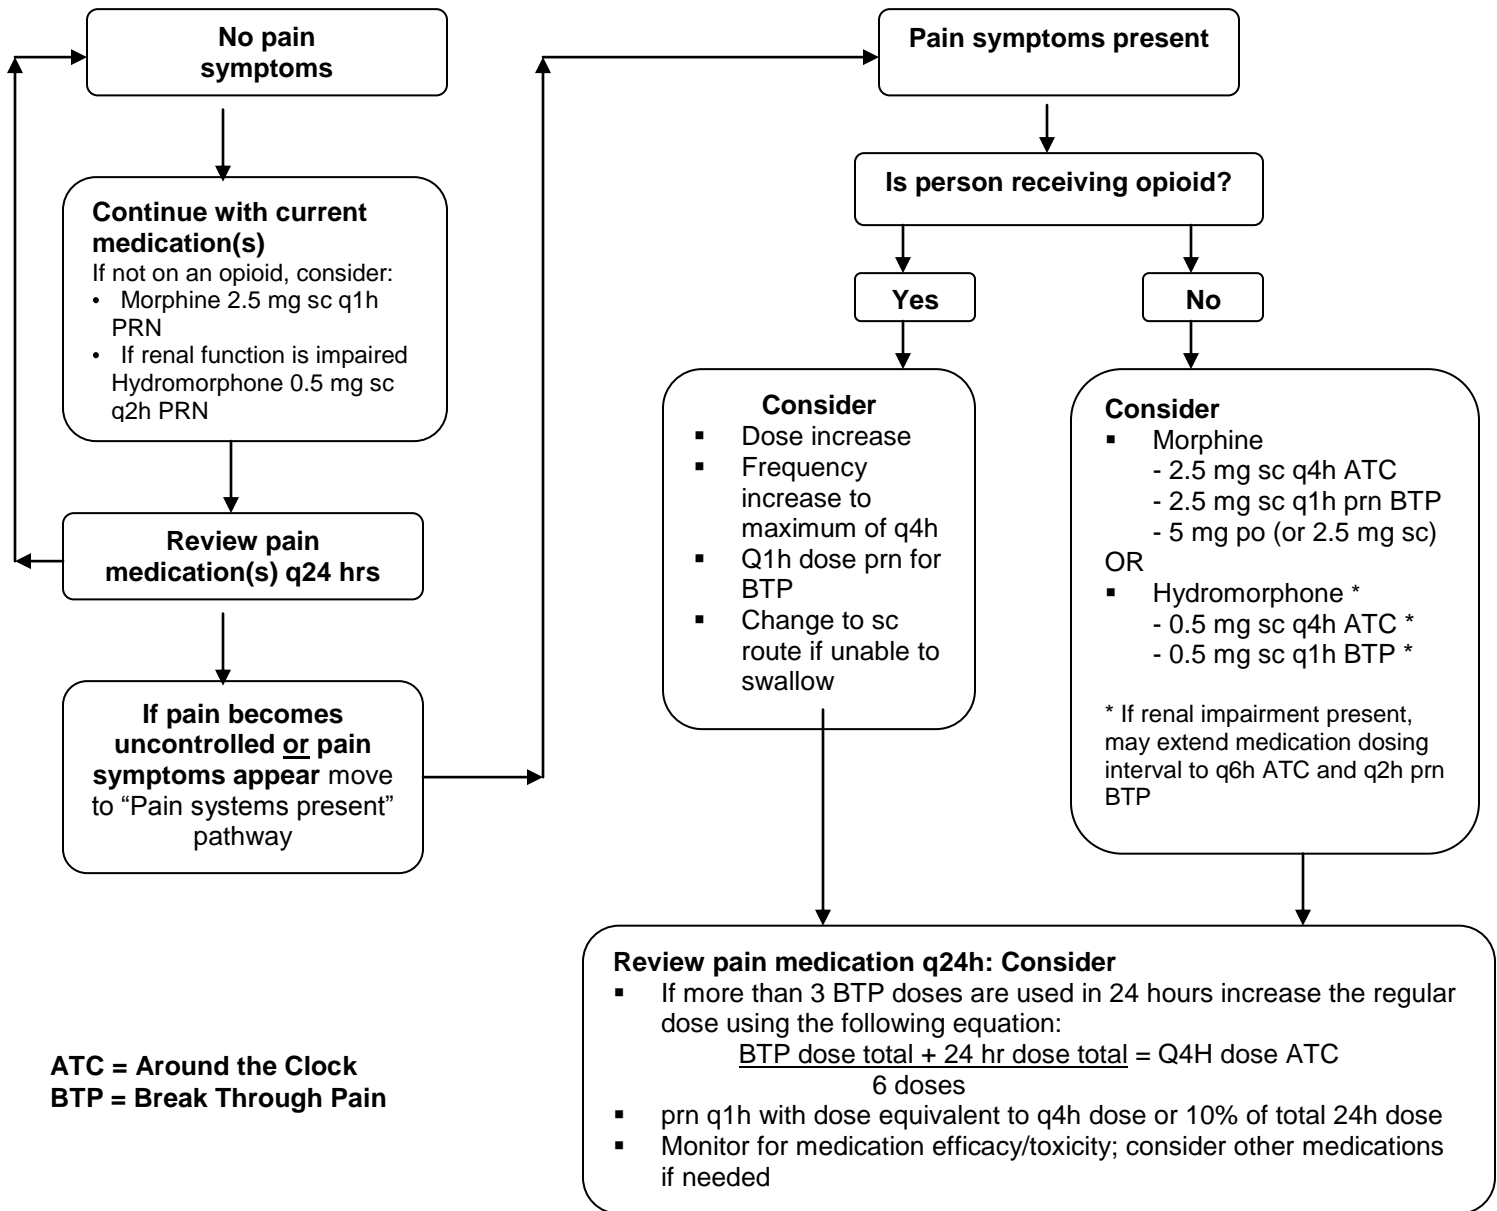 No pain
symptoms
Continue with current
medication(s)
If not on an opioid, consider:
• Morphine 2.5 mg sc q1h
PRN
• If renal function is impaired
Hydromorphone 0.5 mg sc
q2h PRN
Review pain
medication(s) q24 hrs
If pain becomes
uncontrolled or pain
symptoms appear move
to “Pain systems present”
pathway
Pain symptoms present
Is person receiving opioid?
Yes
No
Consider
▪ Dose increase
▪ Frequency
increase to
maximum of q4h
▪ Q1h dose prn for
BTP
▪ Change to sc
route if unable to
swallow
Consider
▪ Morphine
- 2.5 mg sc q4h ATC
- 2.5 mg sc q1h prn BTP
- 5 mg po (or 2.5 mg sc)
OR
▪ Hydromorphone *
- 0.5 mg sc q4h ATC *
- 0.5 mg sc q1h BTP *
* If renal impairment present,
may extend medication dosing
interval to q6h ATC and q2h prn
BTP
Review pain medication q24h: Consider
▪ If more than 3 BTP doses are used in 24 hours increase the regular
dose using the following equation:
BTP dose total + 24 hr dose total = Q4H dose ATC
6 doses
▪ prn q1h with dose equivalent to q4h dose or 10% of total 24h dose
▪ Monitor for medication efficacy/toxicity; consider other medications
if needed
ATC = Around the Clock
BTP = Break Through Pain